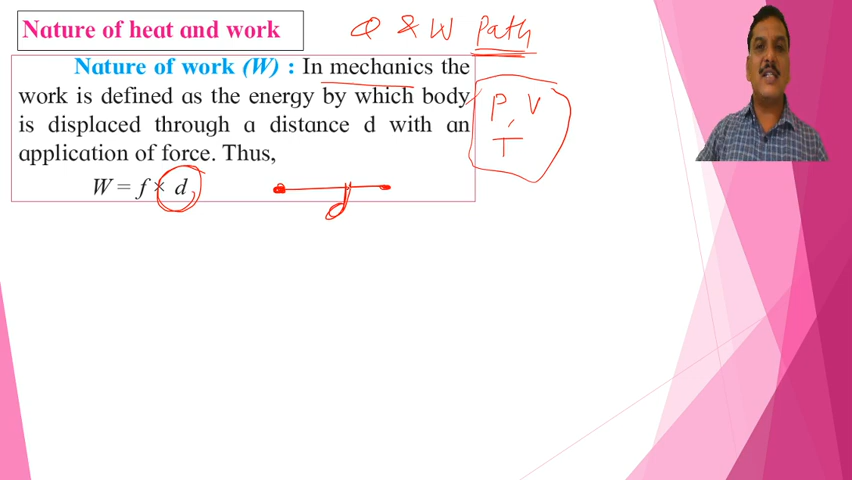 Nature of heat and work
Q & W Path
Nature of work (W) : In mechanics the
work is defined as the energy by which body
is displaced through a distance d with an
application of force. Thus,
W = f × d,
P, V
T
d